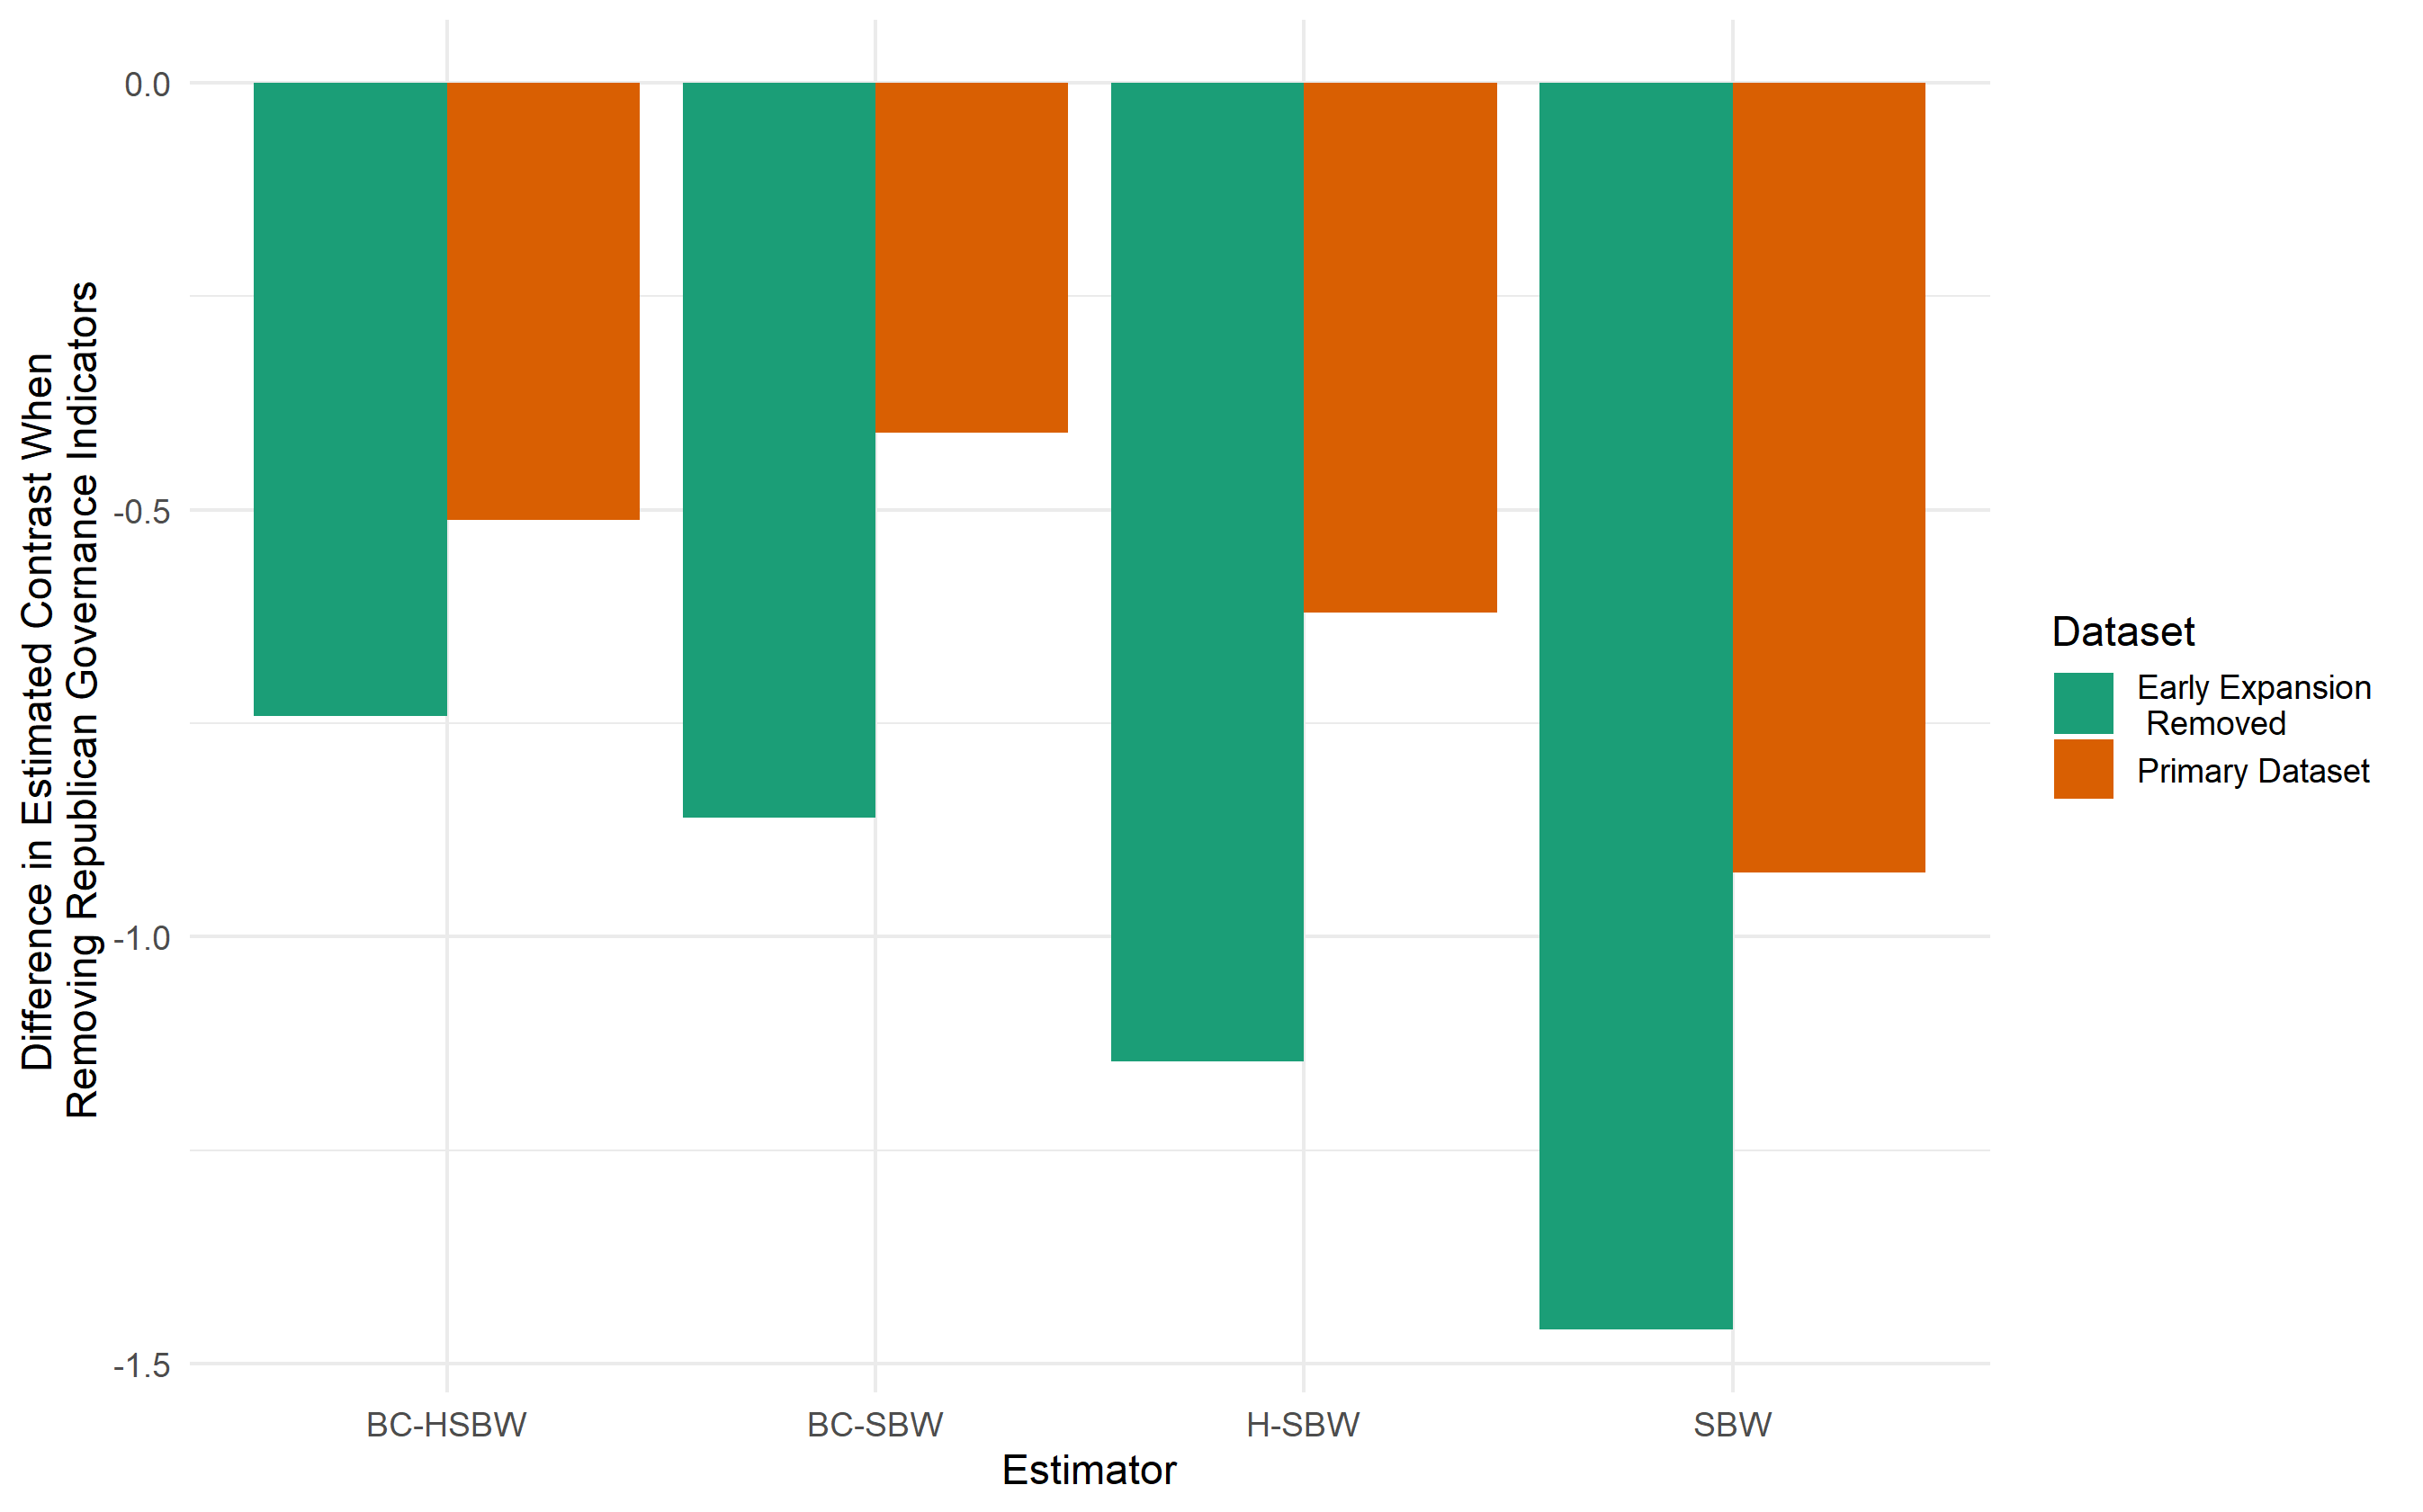 Difference in Estimated Contrast When
Removing Republican Governance Indicators
0.0
-0.5
-1.0
-1.5
BC-HSBW
BC-SBW
H-SBW
SBW
Estimator
Dataset
Early Expansion
Removed
Primary Dataset